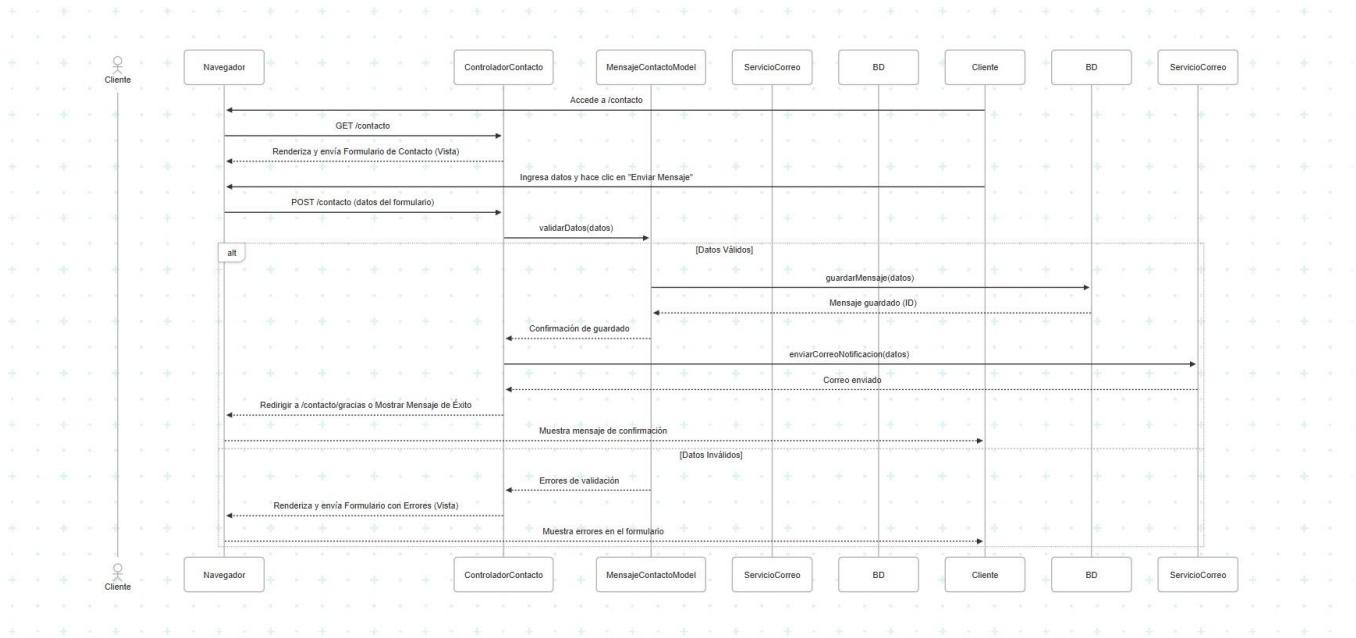 Cliente
Navegador
ControladorContacto
MensajeContactoModel
ServicioCorreo
BD
Cliente
BD
ServicioCorreo
Accede a /contacto
GET /contacto
Renderiza y envía Formulario de Contacto (Vista)
Ingresa datos y hace clic en "Enviar Mensaje"
POST /contacto (datos del formulario)
validarDatos(datos)
alt
[Datos Válidos]
guardarMensaje(datos)
Mensaje guardado (ID)
Confirmación de guardado
enviarCorreoNotificacion(datos)
Correo enviado
Redirigir a /contacto/gracias o Mostrar Mensaje de Éxito
Muestra mensaje de confirmación
[Datos Inválidos]
Errores de validación
Renderiza y envía Formulario con Errores (Vista)
Muestra errores en el formulario
Cliente
Navegador
ControladorContacto
MensajeContactoModel
ServicioCorreo
BD
Cliente
BD
ServicioCorreo